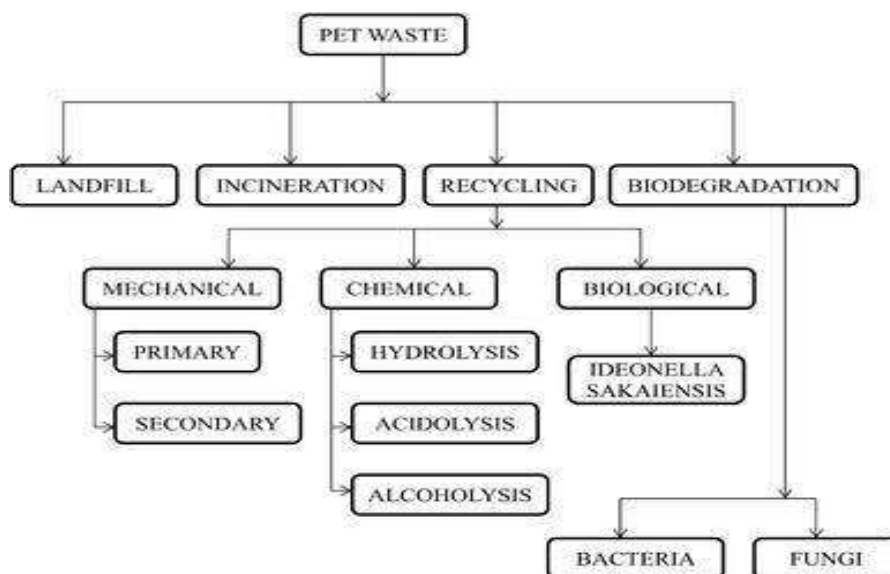 PET WASTE
LANDFILL
INCINERATION
RECYCLING
BIODEGRADATION
MECHANICAL
CHEMICAL
BIOLOGICAL
PRIMARY
HYDROLYSIS
IDEONELLA
SAKAIENSIS
SECONDARY
ACIDOLYSIS
ALCOHOLYSIS
BACTERIA
FUNGI